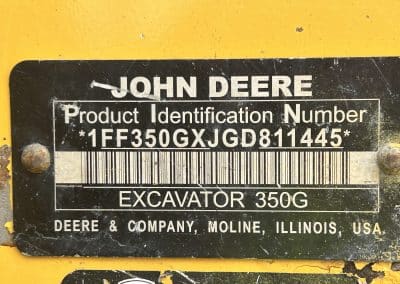 JOHN DEERE
Product Identification Number
*1FF350GXJGD811445*
EXCAVATOR 350G
DEERE & COMPANY, MOLINE, ILLINOIS, USA.